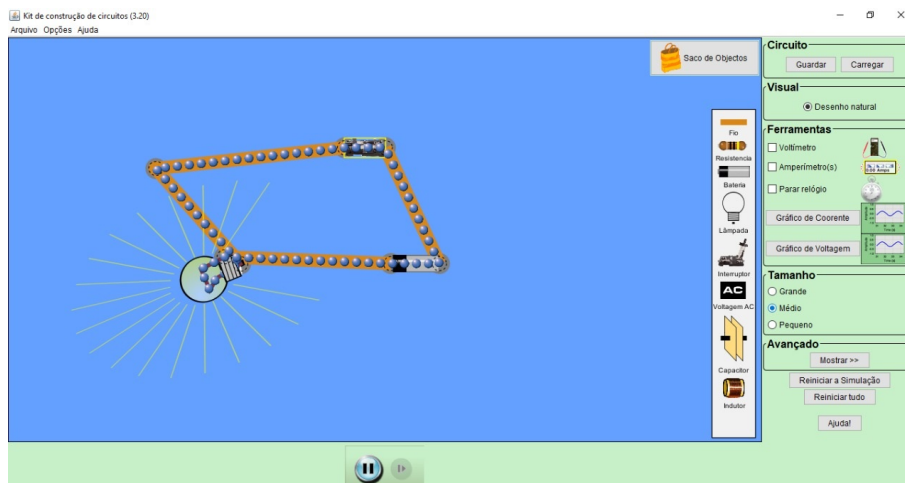 Kit de construção de circuitos (3.20)
Arquivo Opções Ajuda
Saco de Objectos
Fio
Resistencia
Bateria
Lâmpada
Interruptor
AC
Voltagem AC
Capacitor
Indutor
Circuito
Guardar Carregar
Visual
Desenho natural
Ferramentas
Voltímetro
Amperímetro(s)
Parar relógio
Gráfico de Coorente
Gráfico de Voltagem
Tamanho
Grande
Médio
Pequeno
Avançado
Mostrar >>
Reiniciar a Simulação
Reiniciar tudo
Ajuda!